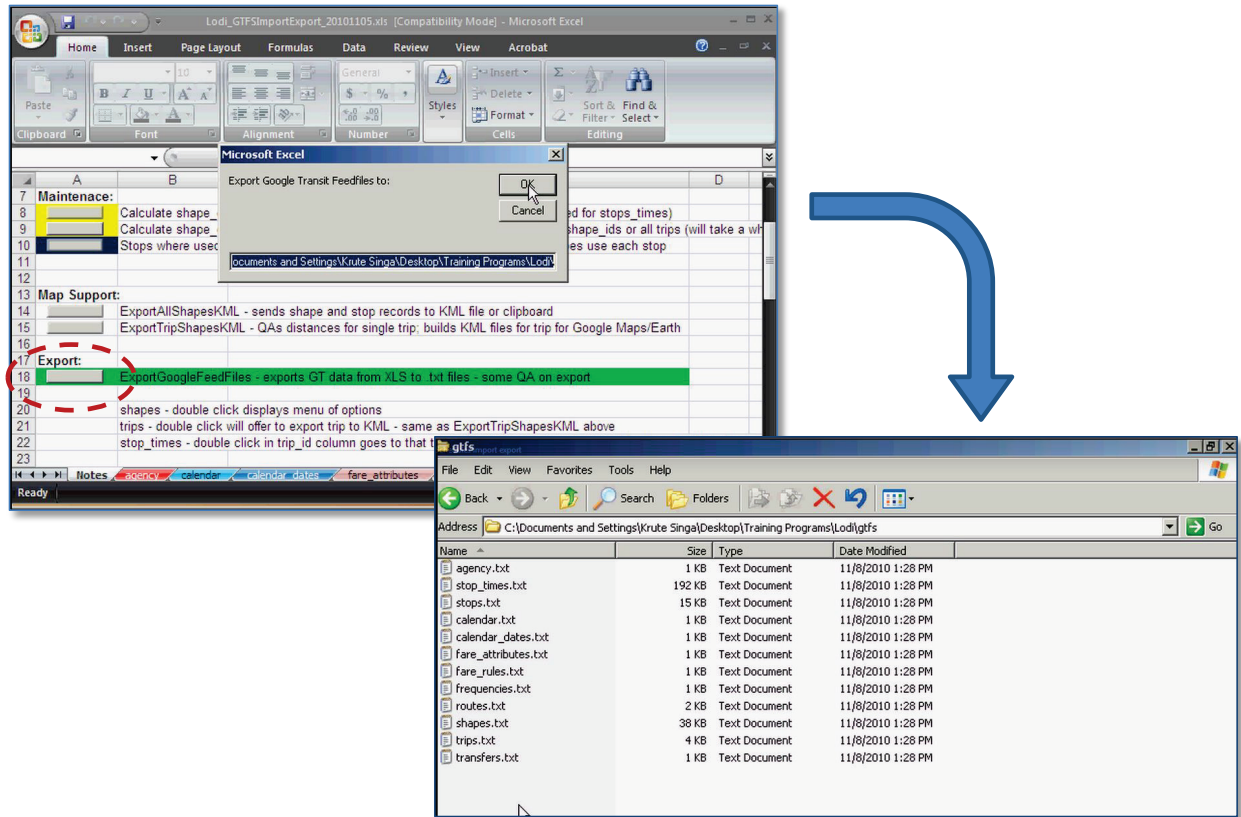 Lodi_GTFSImportExport_20101105.xls [Compatibility Mode] - Microsoft Excel
Home Insert Page Layout Formulas Data Review View Acrobat
Paste
Clipboard
10
B I U A A
Font
Alignment
General
$ % ,
Number
Styles
Insert
Delete
Format
Cells
Sort & Filter
Find & Select
Editing
Microsoft Excel
Export Google Transit Feedfiles to:
OK
Cancel
ocuments and Settings\Krute Singa\Desktop\Training Programs\Lodi\
A B D
7 Maintenace:
8 Calculate shape_ ed for stops_times)
9 Calculate shape_ shape_ids or all trips (will take a wh
10 Stops where used es use each stop
11
12
13 Map Support:
14 ExportAllShapesKML - sends shape and stop records to KML file or clipboard
15 ExportTripShapesKML - QAs distances for single trip; builds KML files for trip for Google Maps/Earth
16
17 Export:
18 ExportGoogleFeedFiles - exports GT data from XLS to .txt files - some QA on export
19
20 shapes - double click displays menu of options
21 trips - double click will offer to export trip to KML - same as ExportTripShapesKML above
22 stop_times - double click in trip_id column goes to that t
23
Notes agency calendar calendar_dates fare_attributes
Ready
gtfs
import export
File Edit View Favorites Tools Help
Back Search Folders
Address C:\Documents and Settings\Krute Singa\Desktop\Training Programs\Lodi\gtfs Go
Name Size Type Date Modified
agency.txt 1 KB Text Document 11/8/2010 1:28 PM
stop_times.txt 192 KB Text Document 11/8/2010 1:28 PM
stops.txt 15 KB Text Document 11/8/2010 1:28 PM
calendar.txt 1 KB Text Document 11/8/2010 1:28 PM
calendar_dates.txt 1 KB Text Document 11/8/2010 1:28 PM
fare_attributes.txt 1 KB Text Document 11/8/2010 1:28 PM
fare_rules.txt 1 KB Text Document 11/8/2010 1:28 PM
frequencies.txt 1 KB Text Document 11/8/2010 1:28 PM
routes.txt 2 KB Text Document 11/8/2010 1:28 PM
shapes.txt 38 KB Text Document 11/8/2010 1:28 PM
trips.txt 4 KB Text Document 11/8/2010 1:28 PM
transfers.txt 1 KB Text Document 11/8/2010 1:28 PM